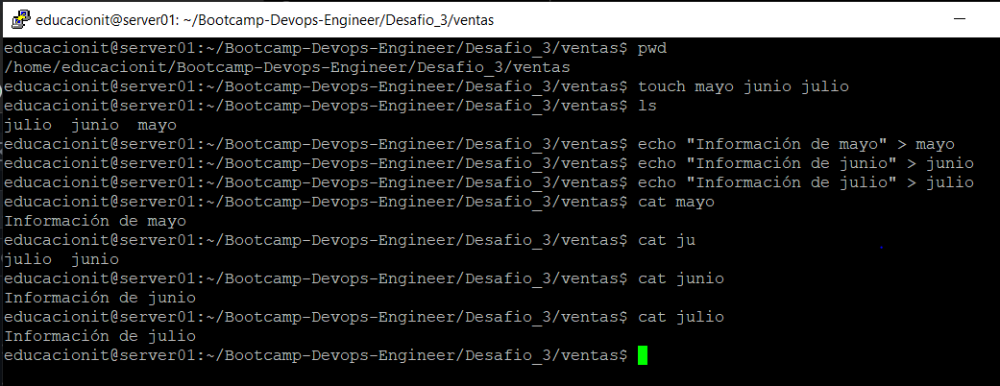 educacionit@server01: ~/Bootcamp-Devops-Engineer/Desafio_3/ventas
educacionit@server01:~/Bootcamp-Devops-Engineer/Desafio_3/ventas$ pwd
/home/educacionit/Bootcamp-Devops-Engineer/Desafio_3/ventas
educacionit@server01:~/Bootcamp-Devops-Engineer/Desafio_3/ventas$ touch mayo junio julio
educacionit@server01:~/Bootcamp-Devops-Engineer/Desafio_3/ventas$ ls
julio  junio  mayo
educacionit@server01:~/Bootcamp-Devops-Engineer/Desafio_3/ventas$ echo "Información de mayo" > mayo
educacionit@server01:~/Bootcamp-Devops-Engineer/Desafio_3/ventas$ echo "Información de junio" > junio
educacionit@server01:~/Bootcamp-Devops-Engineer/Desafio_3/ventas$ echo "Información de julio" > julio
educacionit@server01:~/Bootcamp-Devops-Engineer/Desafio_3/ventas$ cat mayo
Información de mayo
educacionit@server01:~/Bootcamp-Devops-Engineer/Desafio_3/ventas$ cat ju
julio  junio
educacionit@server01:~/Bootcamp-Devops-Engineer/Desafio_3/ventas$ cat junio
Información de junio
educacionit@server01:~/Bootcamp-Devops-Engineer/Desafio_3/ventas$ cat julio
Información de julio
educacionit@server01:~/Bootcamp-Devops-Engineer/Desafio_3/ventas$